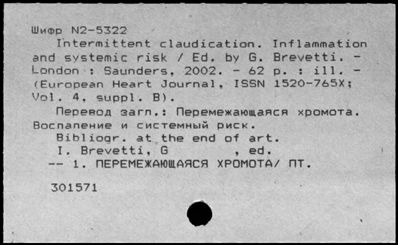 Шифр N2-5322
Intermittent claudication. Inflammation
and systemic risk / Ed. by G. Brevetti. -
London : Saunders, 2002. - 62 p. : ill. -
(European Heart Journal, ISSN 1520-765X;
Vol. 4, suppl. B).
Перевод загл.: Перемежающаяся хромота.
Воспаление и системный риск.
Bibliogr. at the end of art.
I. Brevetti, G , ed.
-- 1. ПЕРЕМЕЖАЮЩАЯСЯ ХРОМОТА/ ПТ.
301571